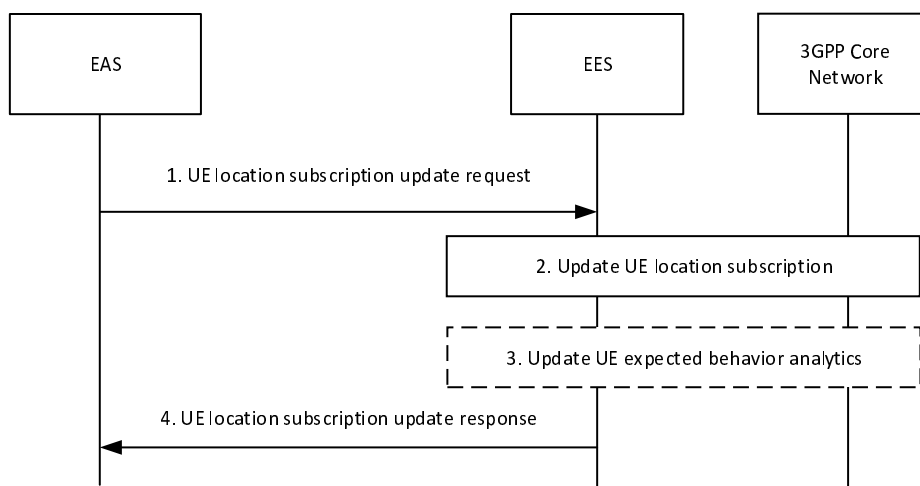 EAS
EES
3GPP Core
Network
1. UE location subscription update request
2. Update UE location subscription
3. Update UE expected behavior analytics
4. UE location subscription update response